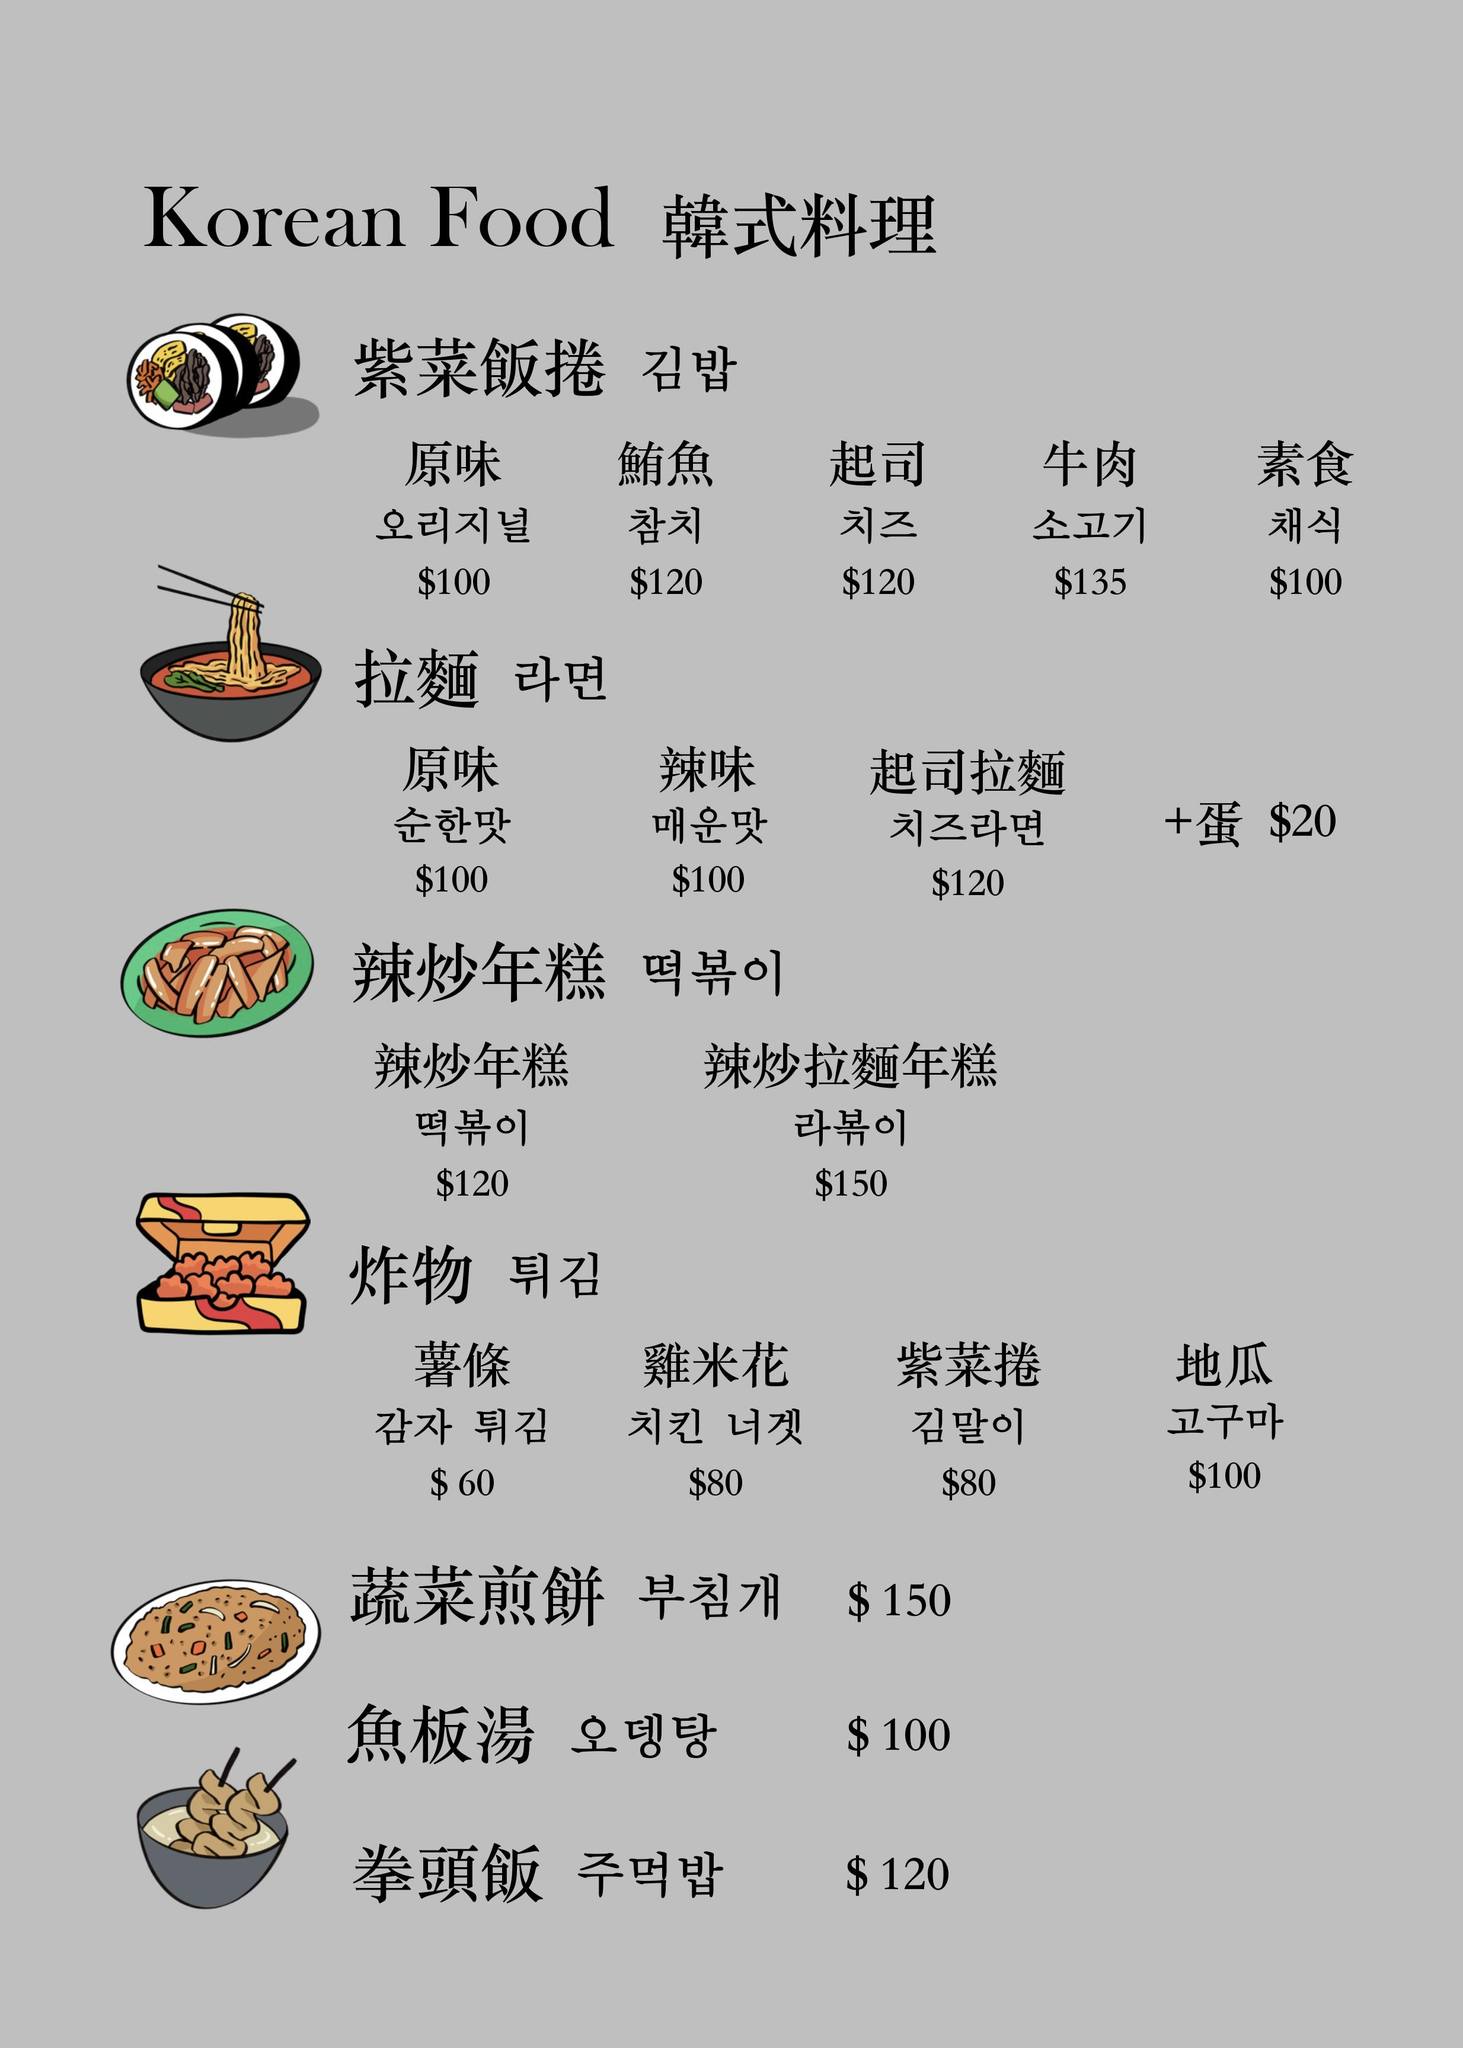 Korean Food 韓式料理
紫菜飯捲 김밥
原味 鮪魚 起司 牛肉 素食
오리지널 참치 치즈 소고기 채식
$100 $120 $120 $135 $100
拉麵 라면
原味 辣味 起司拉麵
순한맛 매운맛 치즈라면 +蛋 $20
$100 $100 $120
辣炒年糕 떡볶이
辣炒年糕 辣炒拉麵年糕
떡볶이 라볶이
$120 $150
炸物 튀김
薯條 雞米花 紫菜捲 地瓜
감자 튀김 치킨 너겟 김말이 고구마
$ 60 $80 $80 $100
蔬菜煎餅 부침개 $ 150
魚板湯 오뎅탕 $ 100
拳頭飯 주먹밥 $ 120